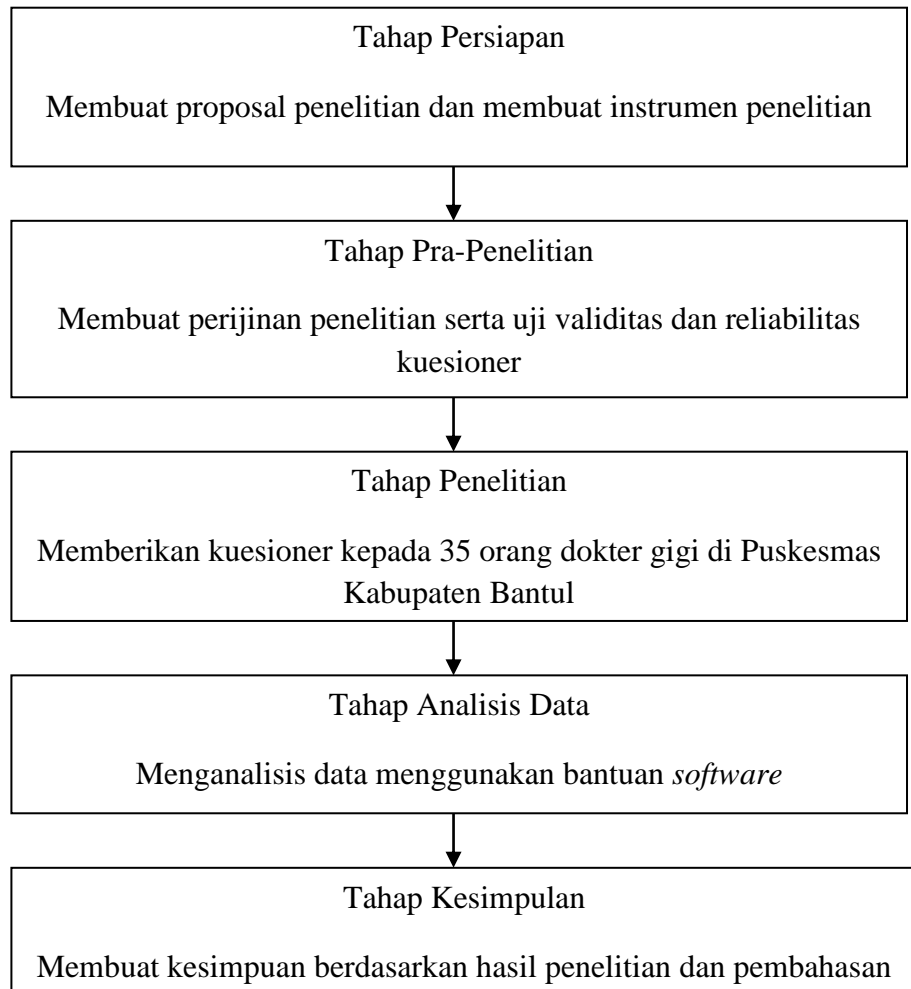 Tahap Persiapan
Membuat proposal penelitian dan membuat instrumen penelitian
Tahap Pra-Penelitian
Membuat perijinan penelitian serta uji validitas dan reliabilitas
kuesioner
Tahap Penelitian
Memberikan kuesioner kepada 35 orang dokter gigi di Puskesmas
Kabupaten Bantul
Tahap Analisis Data
Menganalisis data menggunakan bantuan software
Tahap Kesimpulan
Membuat kesimpuan berdasarkan hasil penelitian dan pembahasan